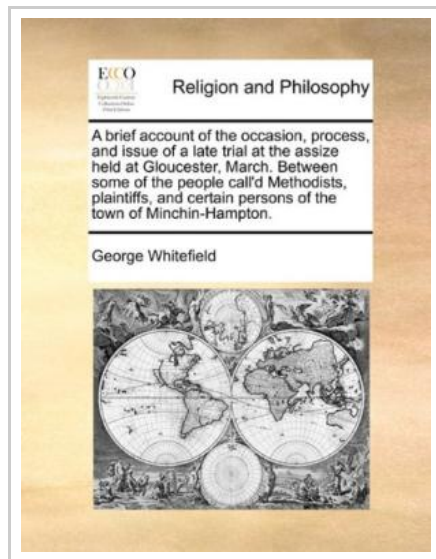 ECCO
Religion and Philosophy
A brief account of the occasion, process,
and issue of a late trial at the assize
held at Gloucester, March. Between
some of the people call'd Methodists,
plaintiffs, and certain persons of the
town of Minchin-Hampton.
George Whitefield